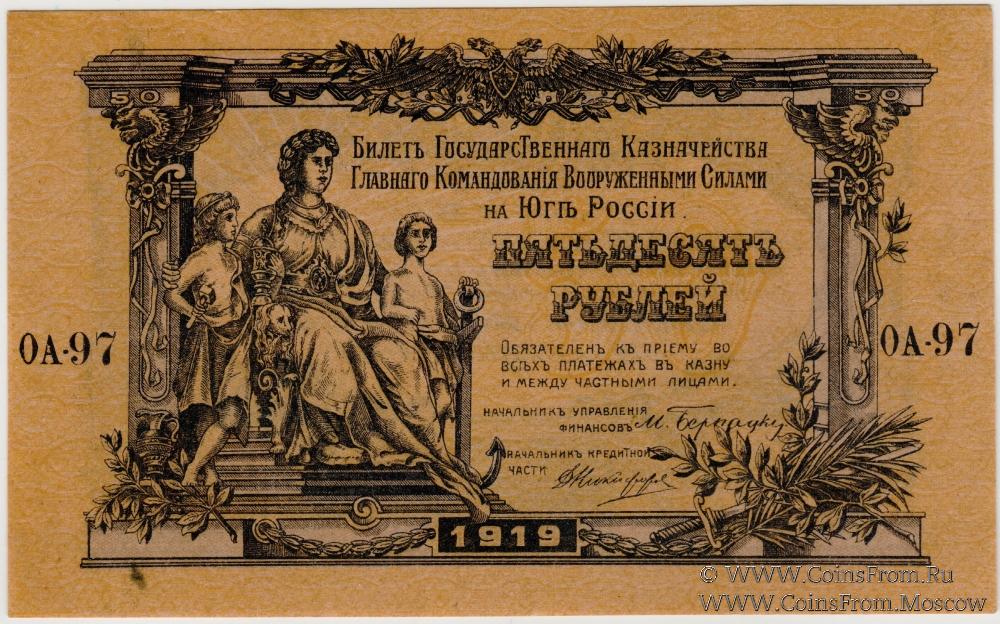 50 50
Билетъ Государственнаго Казначейства
Главнаго Командованія Вооруженными Силами
на Югѣ Россіи.
ПЯТЬДЕСЯТЪ
РУБЛЕЙ
ОА-97 ОА-97
Обязателенъ къ пріему во
всѣхъ платежахъ въ казну
и между частными лицами.
Начальникъ управления
финансовъ М.
Начальникъ кредитной
части
1919
© WWW.CoinsFrom.Ru
WWW.CoinsFrom.Moscow